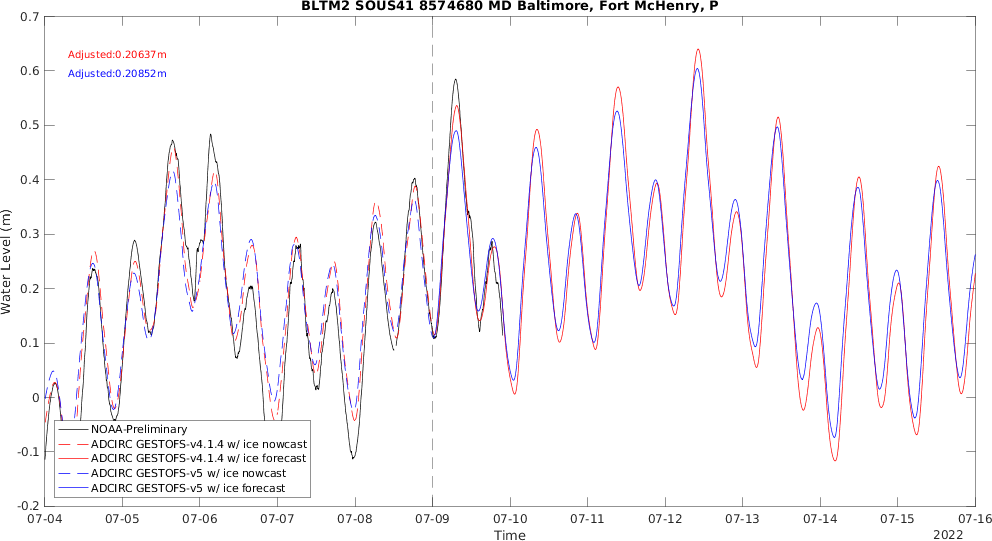 BLTM2 SOUS41 8574680 MD Baltimore, Fort McHenry, P
Adjusted:0.20637m
Adjusted:0.20852m
0.7
0.6
0.5
0.4
0.3
0.2
0.1
0
-0.1
-0.2
Water Level (m)
NOAA-Preliminary
ADCIRC GESTOFS-v4.1.4 w/ ice nowcast
ADCIRC GESTOFS-v4.1.4 w/ ice forecast
ADCIRC GESTOFS-v5 w/ ice nowcast
ADCIRC GESTOFS-v5 w/ ice forecast
07-04 07-05 07-06 07-07 07-08 07-09 07-10 07-11 07-12 07-13 07-14 07-15 07-16
Time
2022